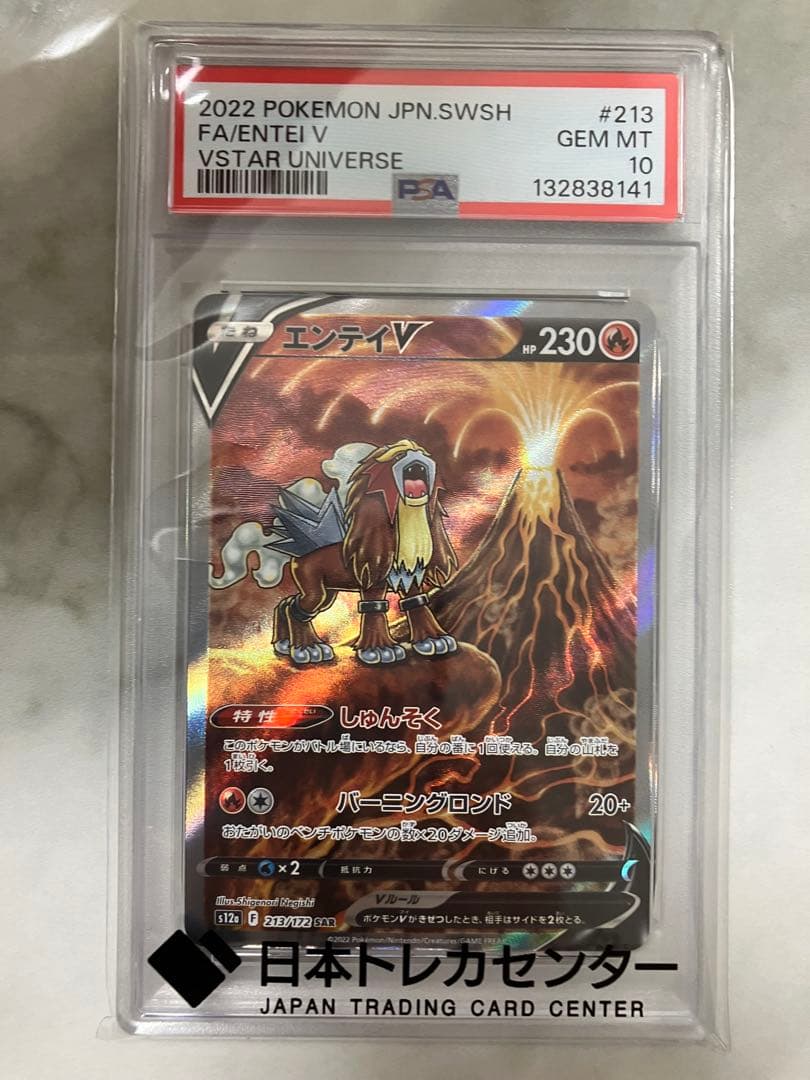 2022 POKEMON JPN.SWSH #213
FA/ENTEI V GEM MT
VSTAR UNIVERSE 10
PSA 132838141
たね エンテイV HP 230
特性 しゅんそく
このポケモンがバトル場にいるなら、自分の番に1回使える。自分の山札を
1枚引く。
バーニングロンド 20+
おたがいのベンチポケモンの数×20ダメージ追加。
弱点 ×2 抵抗力 にげる
Illus. Shigenori Negishi Vルール
s12a F 213/172 SAR ポケモンVがきぜつしたとき、相手はサイドを2枚とる。
©2022 Pokémon/Nintendo/Creatures/GAME FREAK
日本トレカセンター
JAPAN TRADING CARD CENTER